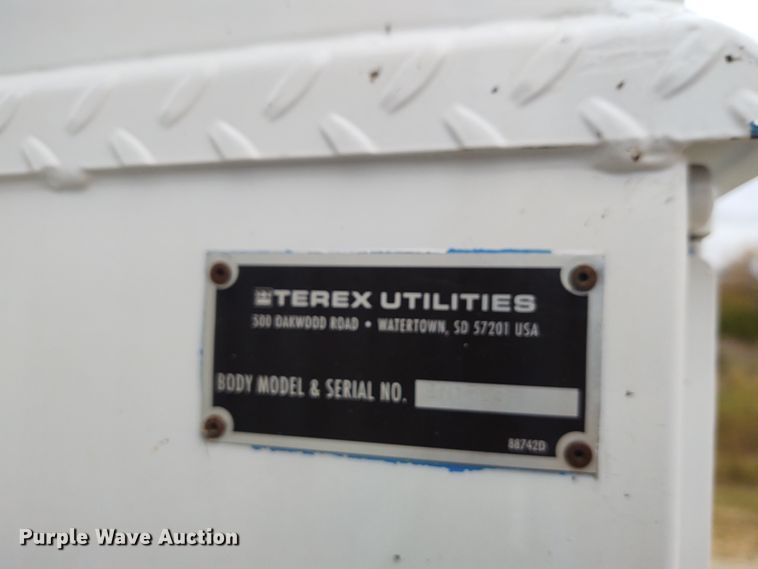 TEREX UTILITIES
500 OAKWOOD ROAD • WATERTOWN, SD 57201 USA
BODY MODEL & SERIAL NO.
88742D
Purple Wave Auction